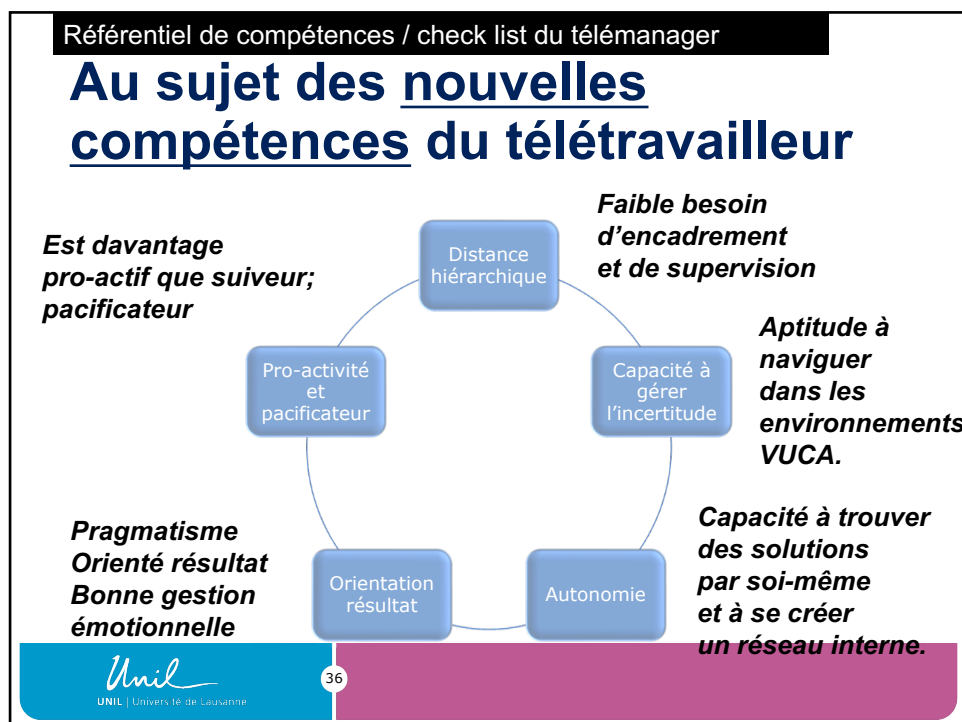 Référentiel de compétences / check list du télémanager
Au sujet des nouvelles
compétences du télétravailleur
Faible besoin
d'encadrement
et de supervision
Est davantage
pro-actif que suiveur;
pacificateur
Distance
hiérarchique
Aptitude à
naviguer
dans les
environnements
VUCA.
Pro-activité
et
pacificateur
Capacité à
gérer
l'incertitude
Capacité à trouver
des solutions
par soi-même
et à se créer
un réseau interne.
Pragmatisme
Orienté résultat
Bonne gestion
émotionnelle
Orientation
résultat
Autonomie
Unil
UNIL | Université de Lausanne
36